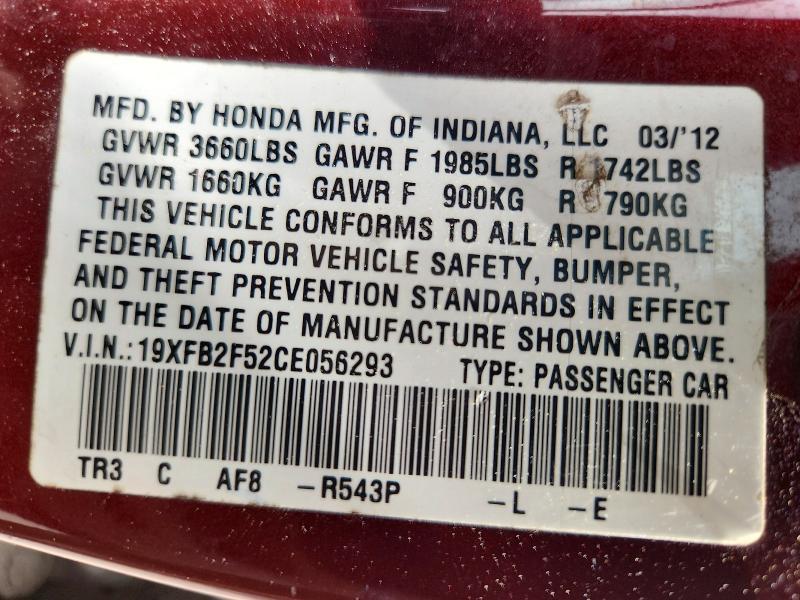 MFD. BY HONDA MFG. OF INDIANA, LLC 03/'12
GVWR 3660LBS GAWR F 1985LBS R 1742LBS
GVWR 1660KG GAWR F 900KG R 790KG
THIS VEHICLE CONFORMS TO ALL APPLICABLE
FEDERAL MOTOR VEHICLE SAFETY, BUMPER,
AND THEFT PREVENTION STANDARDS IN EFFECT
ON THE DATE OF MANUFACTURE SHOWN ABOVE.
V.I.N.:19XFB2F52CE056293 TYPE: PASSENGER CAR
TR3 C AF8 -R543P -L -E